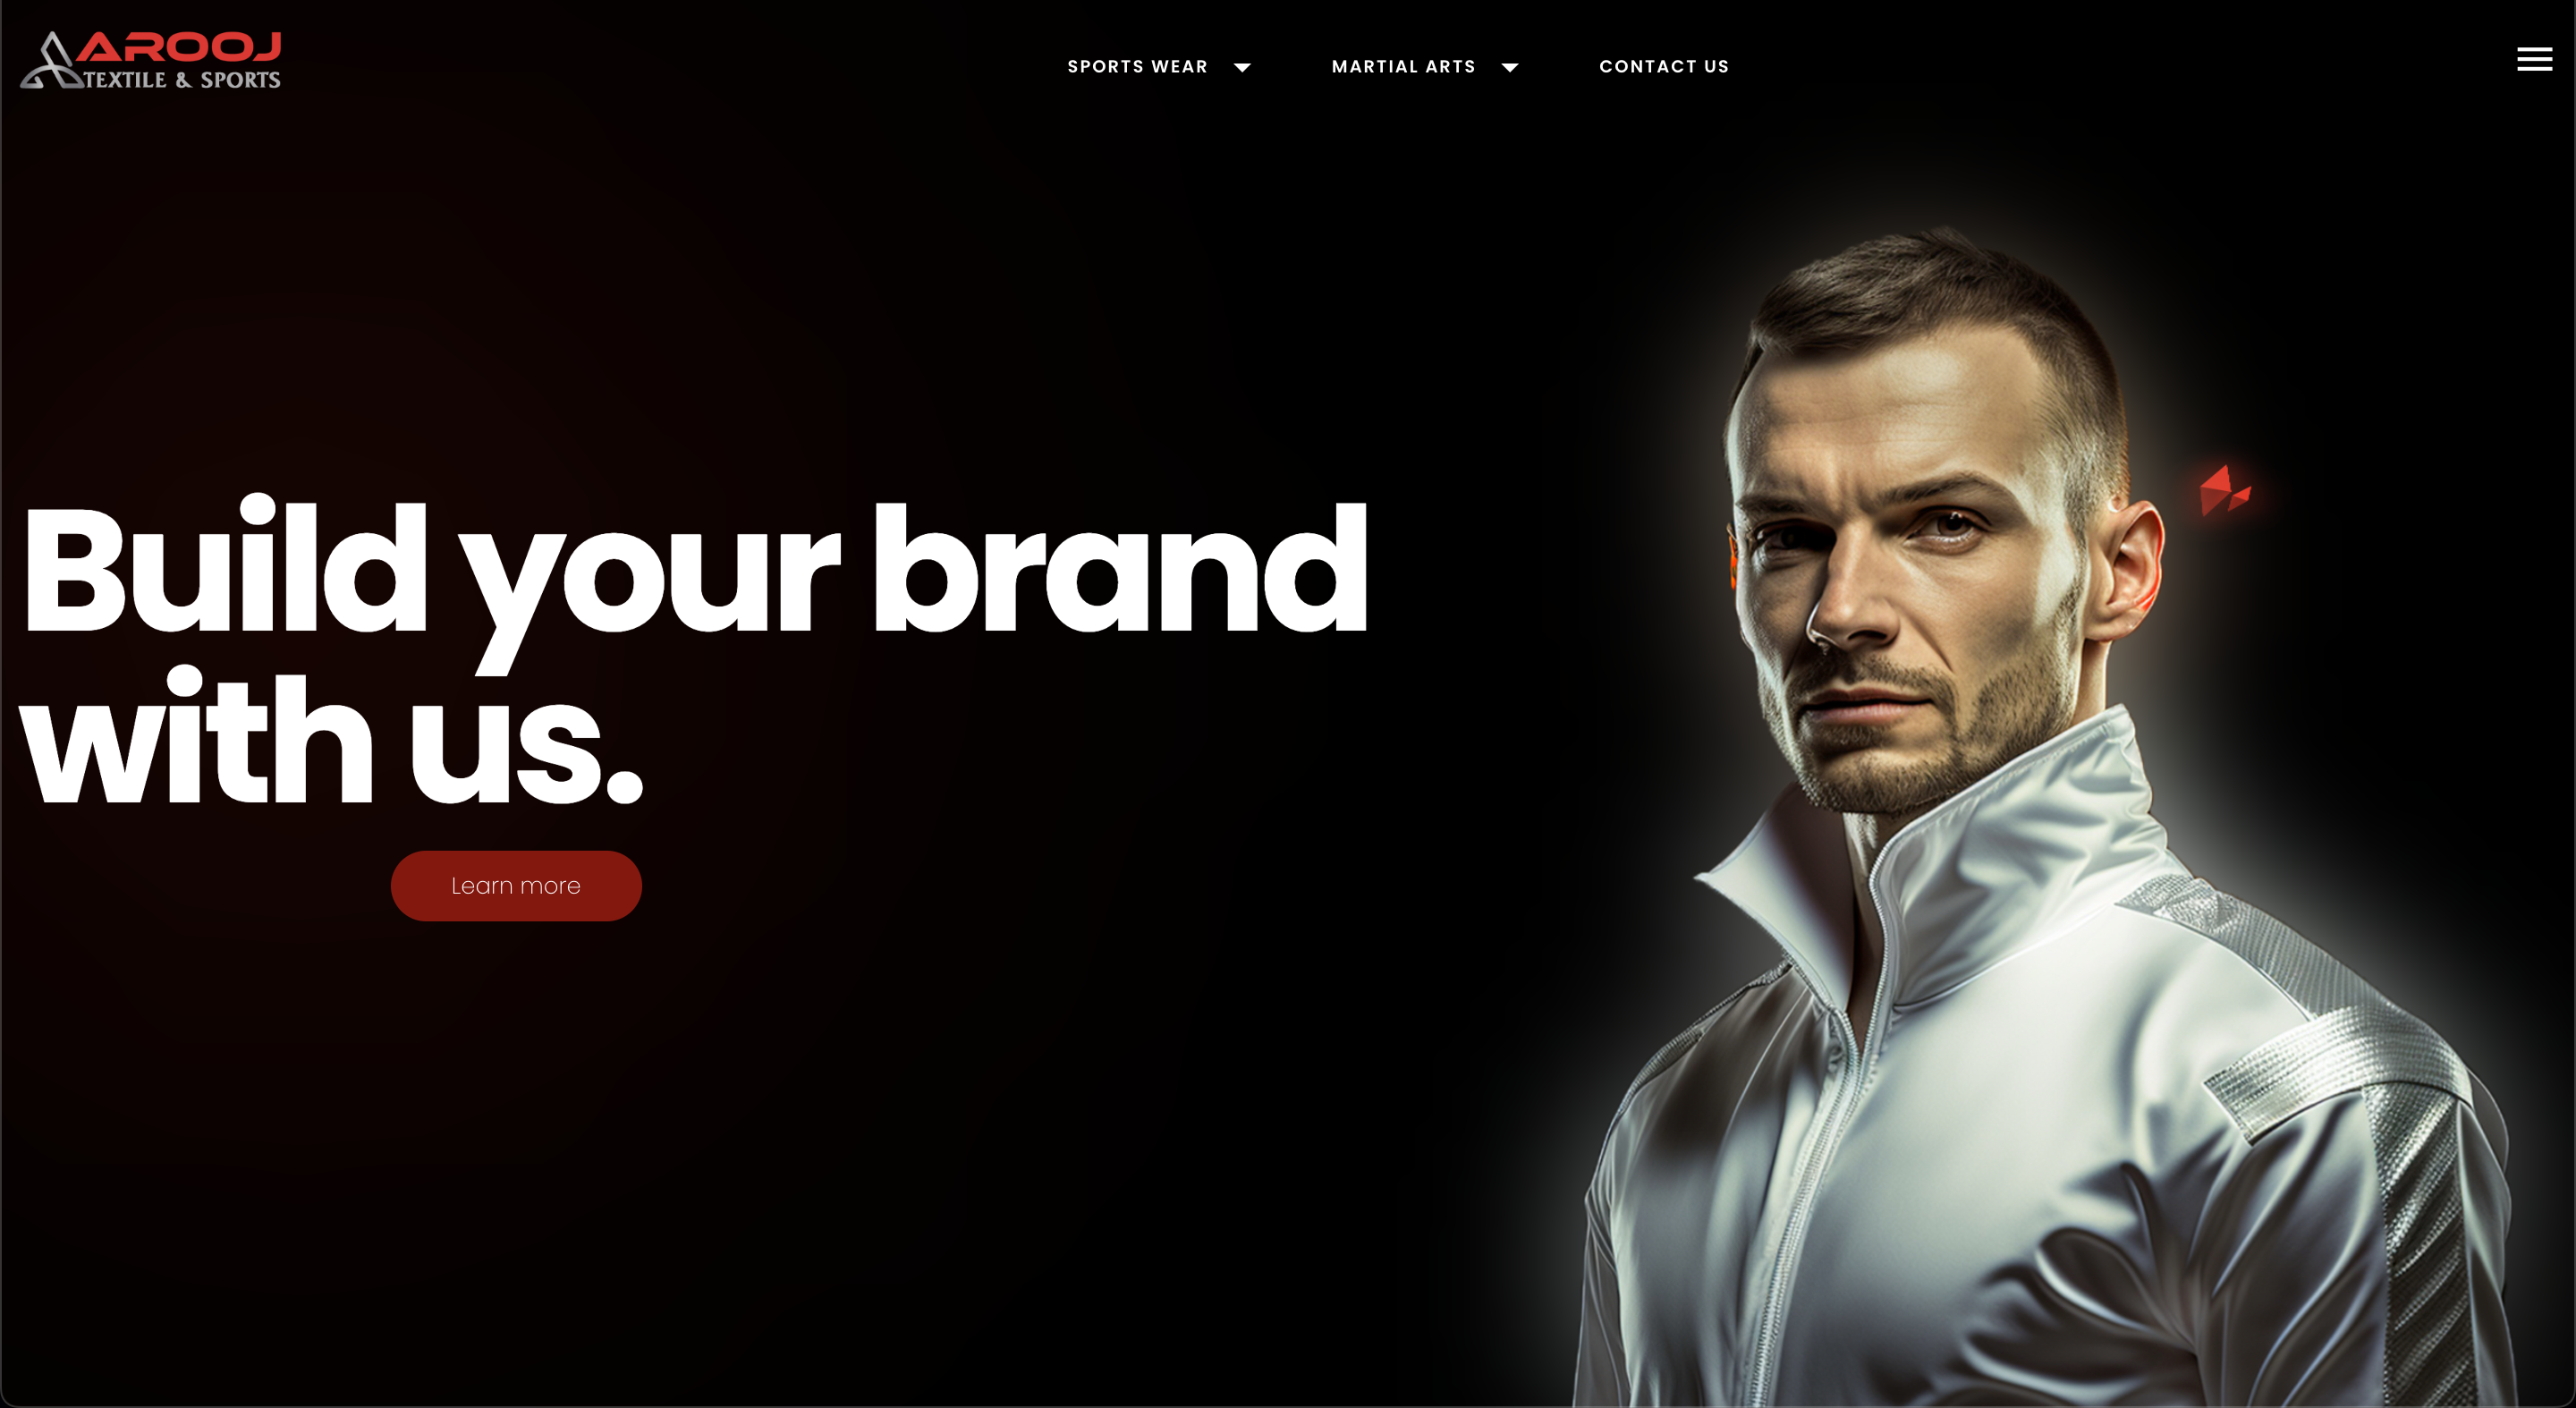 AROOJ
TEXTILE & SPORTS
SPORTS WEAR
MARTIAL ARTS
CONTACT US
Build your brand
with us.
Learn more